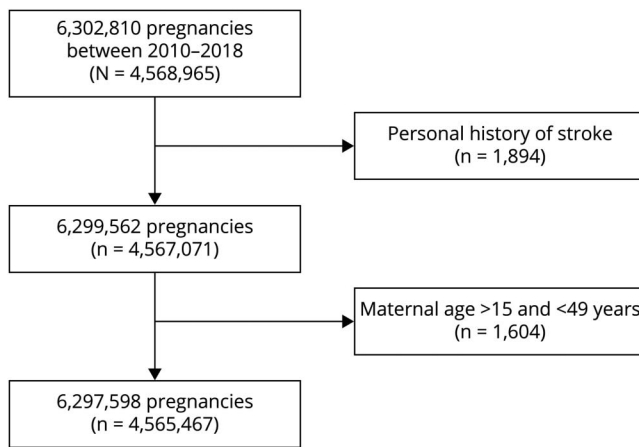 6,302,810 pregnancies
between 2010–2018
(N = 4,568,965)
Personal history of stroke
(n = 1,894)
6,299,562 pregnancies
(n = 4,567,071)
Maternal age >15 and <49 years
(n = 1,604)
6,297,598 pregnancies
(n = 4,565,467)